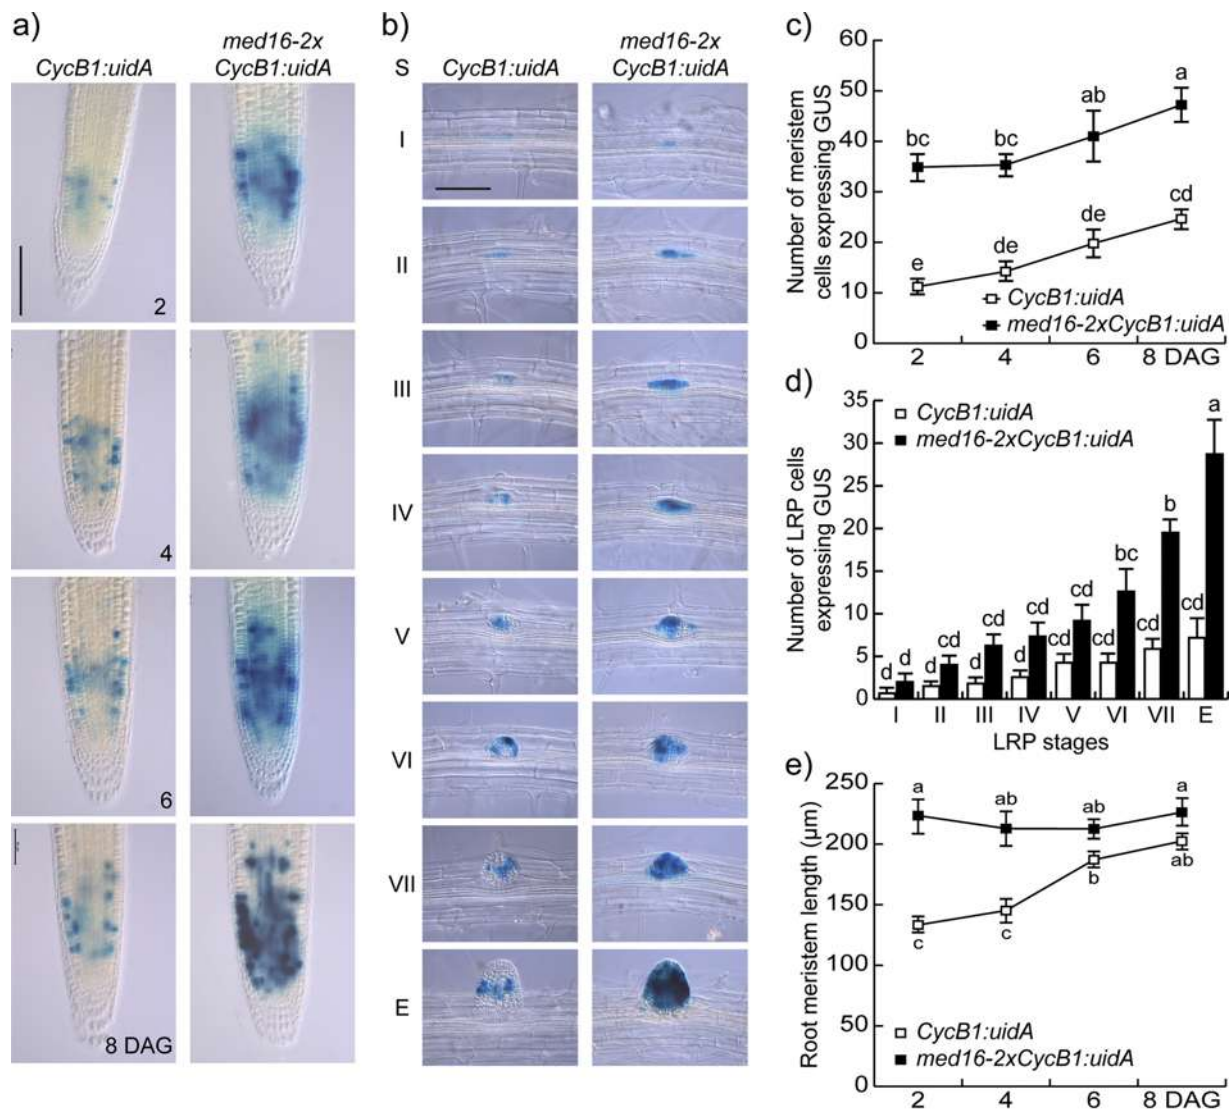 a)
CycB1:uidA
med16-2x
CycB1:uidA
2
4
6
8 DAG
b)
S
CycB1:uidA
med16-2x
CycB1:uidA
I
II
III
IV
V
VI
VII
E
c)
Number of meristem
cells expressing GUS
60
50
40
30
20
10
0
bc
bc
ab
a
e
de
de
cd
CycB1:uidA
med16-2xCycB1:uidA
2
4
6
8 DAG
d)
Number of LRP cells
expressing GUS
35
30
25
20
15
10
5
0
CycB1:uidA
med16-2xCycB1:uidA
d
d
d
cd
d
cd
d
cd
cd
cd
cd
bc
cd
b
cd
a
I
II
III
IV
V
VI
VII
E
LRP stages
e)
Root meristem length (µm)
250
200
150
100
50
0
a
ab
ab
a
c
c
b
ab
CycB1:uidA
med16-2xCycB1:uidA
2
4
6
8 DAG